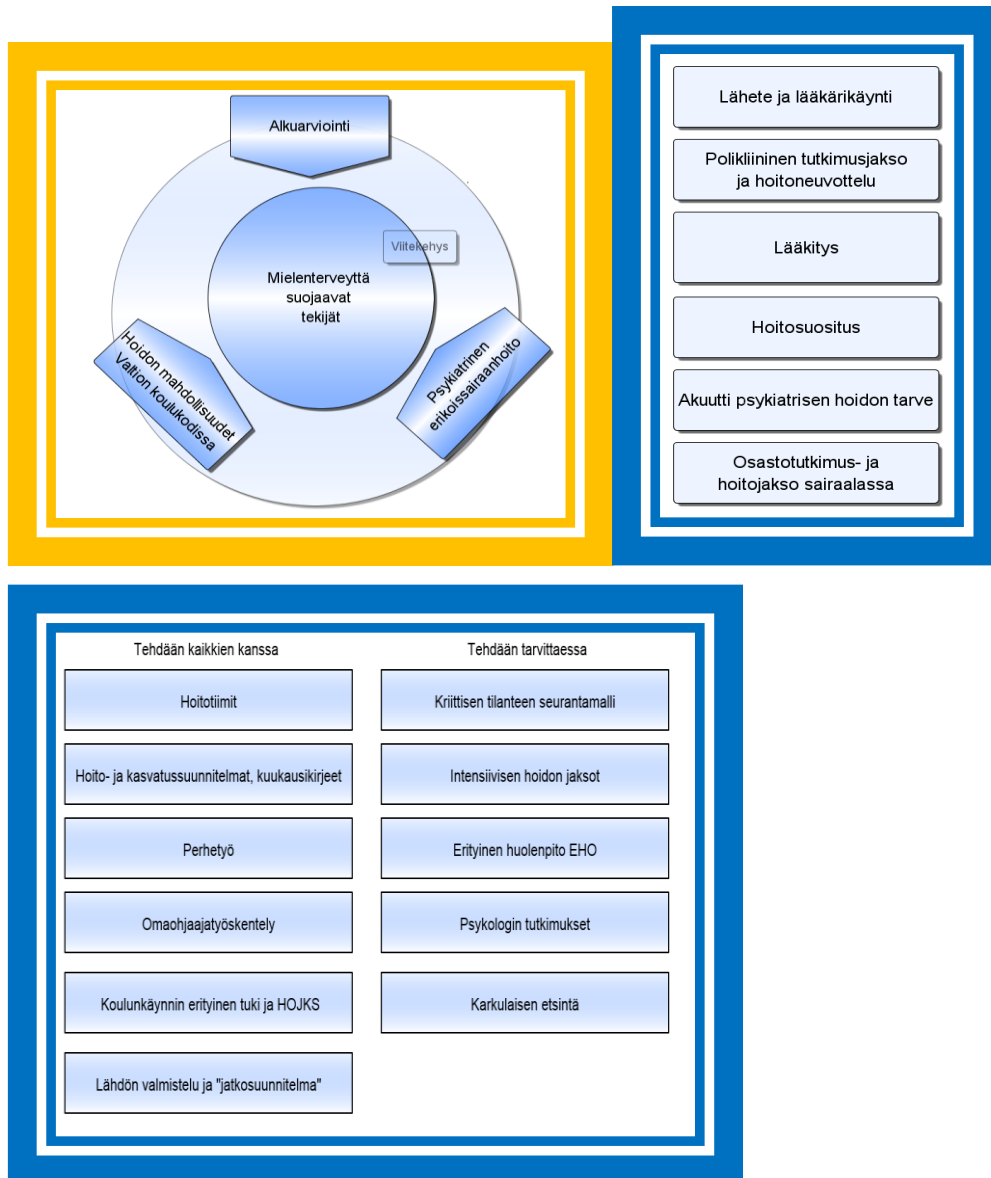 Alkuarviointi
Viitekehys
Mielenterveyttä
suojaavat
tekijät
Hoidon mahdollisuudet
Valtion koulukodissa
Psykiatrinen
erikoissairaanhoito
Lähete ja lääkärikäynti
Polikliininen tutkimusjakso
ja hoitoneuvottelu
Lääkitys
Hoitosuositus
Akuutti psykiatrisen hoidon tarve
Osastotutkimus- ja
hoitojakso sairaalassa
Tehdään kaikkien kanssa
Hoitotiimit
Hoito- ja kasvatussuunnitelmat, kuukausikirjeet
Perhetyö
Omaohjaajatyöskentely
Koulunkäynnin erityinen tuki ja HOJKS
Lähdön valmistelu ja "jatkosuunnitelma"
Tehdään tarvittaessa
Kriittisen tilanteen seurantamalli
Intensiivisen hoidon jaksot
Erityinen huolenpito EHO
Psykologin tutkimukset
Karkulaisen etsintä